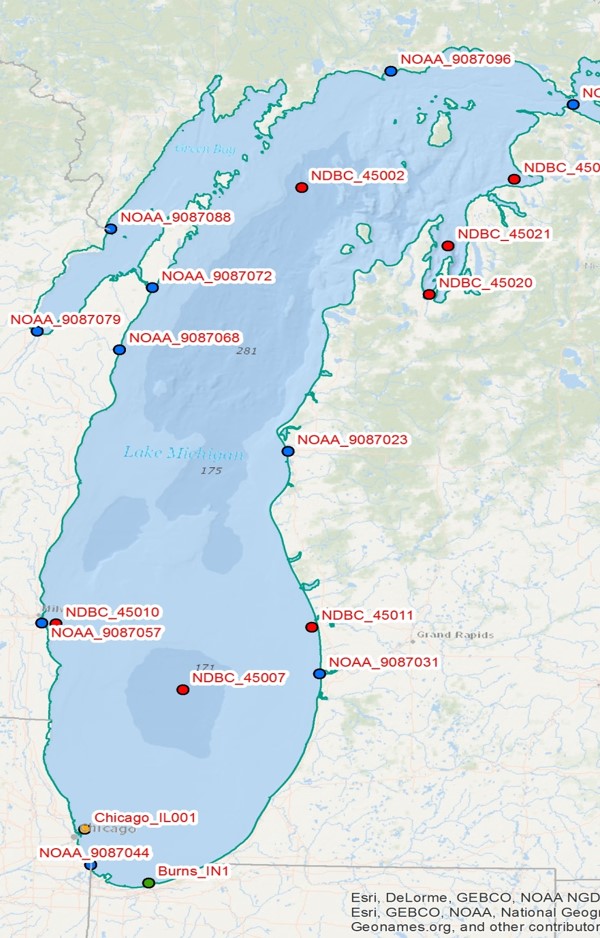 NOAA_9087096
NO
NDBC_450
Green Bay
NDBC_45002
NOAA_9087088
NDBC_45021
NOAA_9087072
NDBC_45020
NOAA_9087079
NOAA_9087068
281
NOAA_9087023
Lake Michigan
175
NDBC_45010
NDBC_45011
NOAA_9087057
Grand Rapids
NOAA_9087031
171
NDBC_45007
Chicago_IL001
Chicago
NOAA_9087044
Burns_IN1
Esri, DeLorme, GEBCO, NOAA NGD
Esri, GEBCO, NOAA, National Geogr
Geonames.org, and other contributor